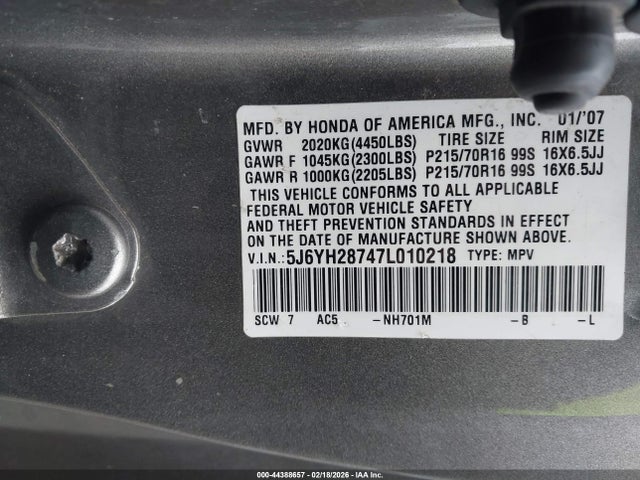 MFD. BY HONDA OF AMERICA MFG., INC. 01/'07
GVWR 2020KG(4450LBS) TIRE SIZE RIM SIZE
GAWR F 1045KG(2300LBS) P215/70R16 99S 16X6.5JJ
GAWR R 1000KG(2205LBS) P215/70R16 99S 16X6.5JJ
THIS VEHICLE CONFORMS TO ALL APPLICABLE
FEDERAL MOTOR VEHICLE SAFETY
AND THEFT PREVENTION STANDARDS IN EFFECT
ON THE DATE OF MANUFACTURE SHOWN ABOVE.
V.I.N.:5J6YH28747L010218 TYPE: MPV
SCW 7 AC5 -NH701M -B -L
000-44388657 - 02/18/2026 - IAA Inc.